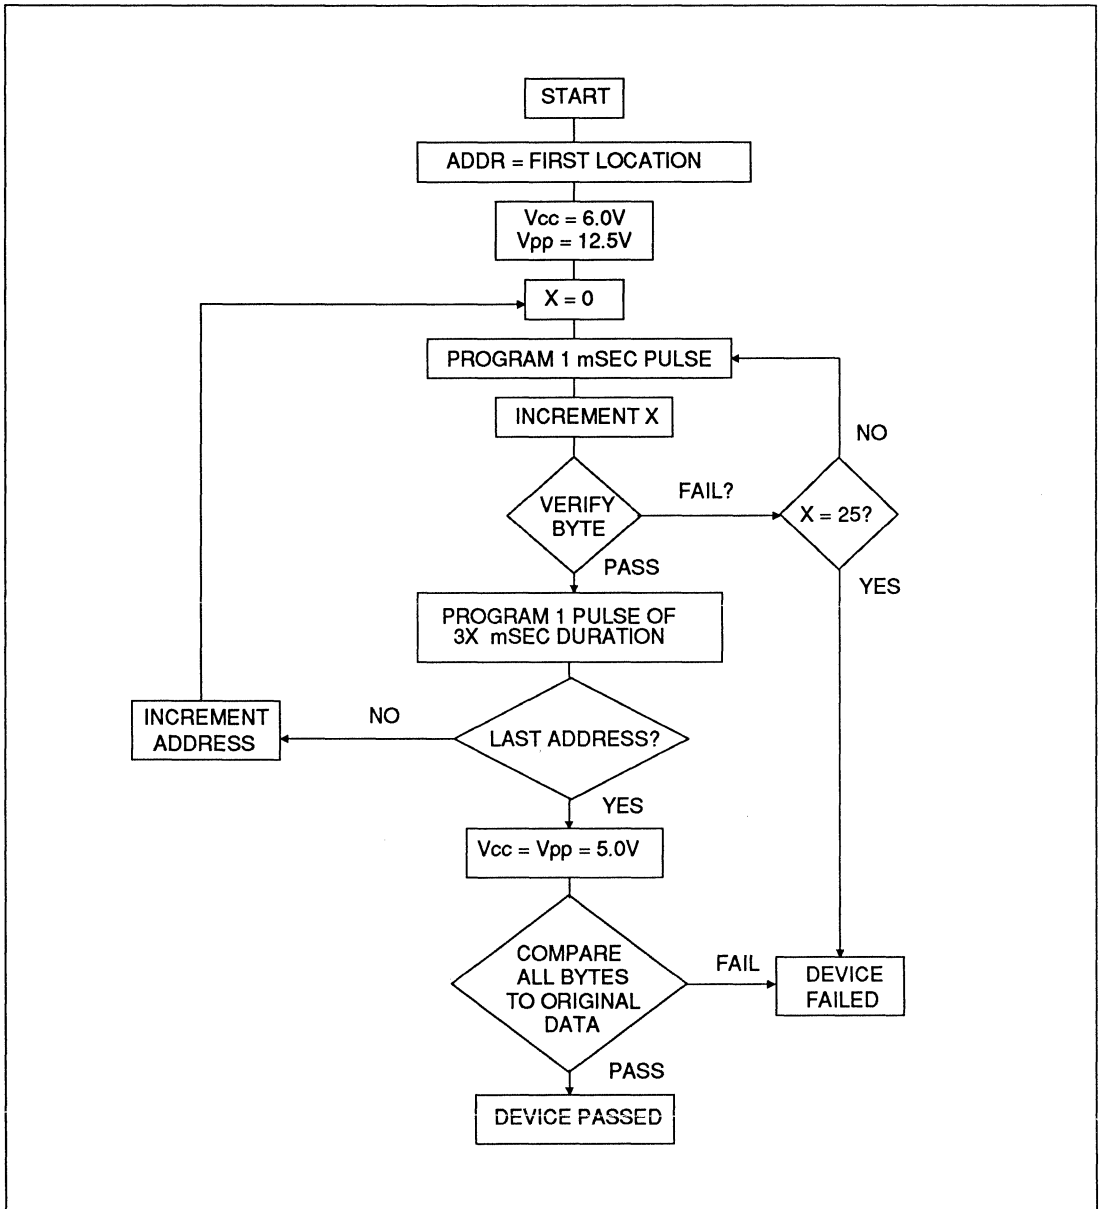 START
ADDR = FIRST LOCATION
Vcc = 6.0V
Vpp = 12.5V
X = 0
PROGRAM 1 mSEC PULSE
INCREMENT X
NO
VERIFY
BYTE
FAIL?
X = 25?
PASS
YES
PROGRAM 1 PULSE OF
3X mSEC DURATION
INCREMENT
ADDRESS
NO
LAST ADDRESS?
YES
Vcc = Vpp = 5.0V
COMPARE
ALL BYTES
TO ORIGINAL
DATA
FAIL
DEVICE
FAILED
PASS
DEVICE PASSED